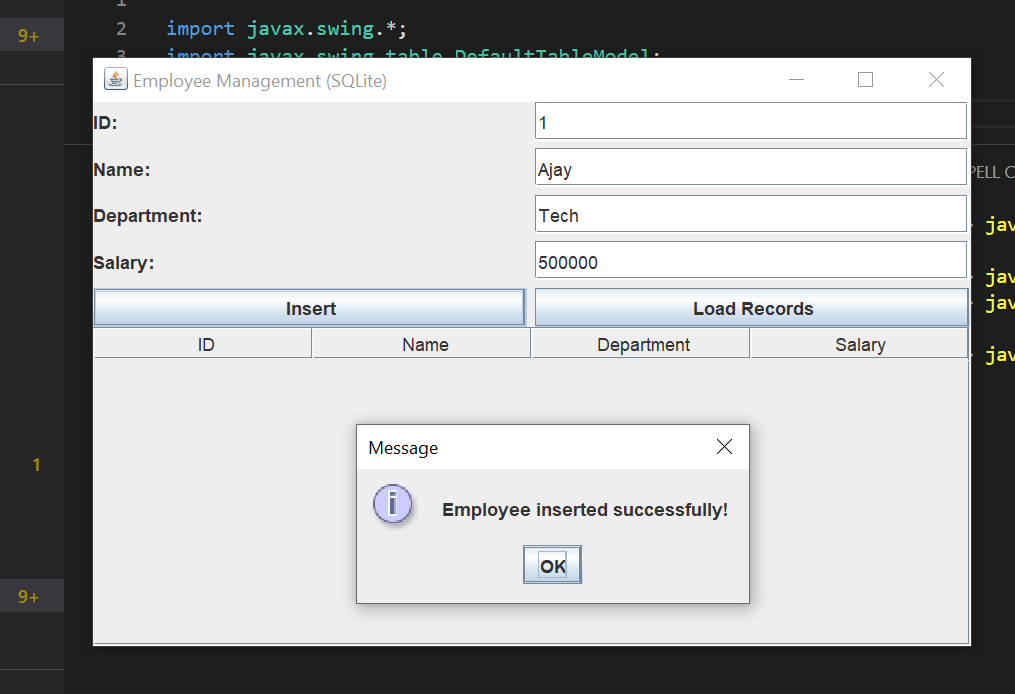 1
9+
2 import javax.swing.*;
3 import javax.swing.table.DefaultTableModel;
Employee Management (SQLite)
ID: 1
Name: Ajay
PELL C
Department: Tech
jav
Salary: 500000
jav
Insert Load Records
jav
ID Name Department Salary
jav
Message
1
Employee inserted successfully!
OK
9+